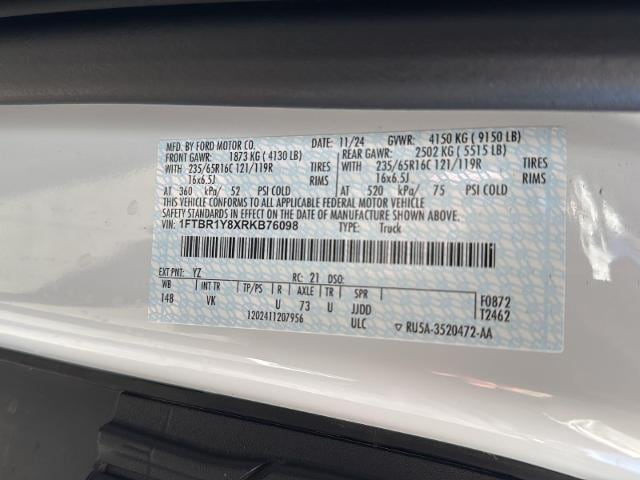 MFD. BY FORD MOTOR CO. 11/24 GVWR: 4150 KG ( 9150 LB)
FRONT GAWR: 1873 KG ( 4130 LB) REAR GAWR: 2502 KG ( 5515 LB)
WITH 235/65R16C 121/119R TIRES WITH 235/65R16C 121/119R TIRES
16x6.5J RIMS 16x6.5J RIMS
AT 360 kPa/ 52 PSI COLD AT 520 kPa/ 75 PSI COLD
THIS VEHICLE CONFORMS TO ALL APPLICABLE FEDERAL MOTOR VEHICLE
SAFETY STANDARDS IN EFFECT ON THE DATE OF MANUFACTURE SHOWN ABOVE.
VIN: 1FTBR1Y8XRKB76098 TYPE: Truck
EXT PNT: YZ RC: 21 DSO:
WB INT TR TP/PS R AXLE TR SPR F0872
148 VK U 73 U JJDD T2462
ULC
1202411207956 RU5A-3520472-AA